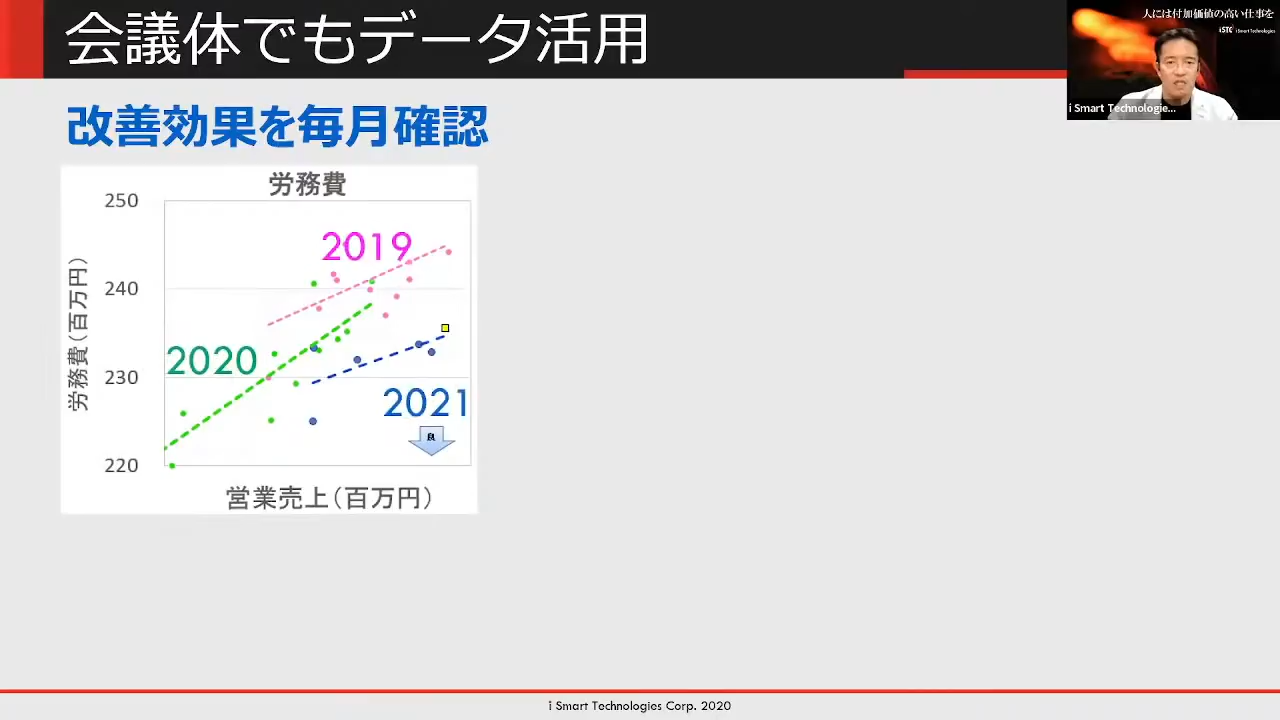 会議体でもデータ活用
人には付加価値の高い仕事を
iSTC i Smart Technologies
i Smart Technologie...
改善効果を毎月確認
労務費
250
240
230
220
労務費(百万円)
2019
2020
2021
営業売上(百万円)
i Smart Technologies Corp. 2020